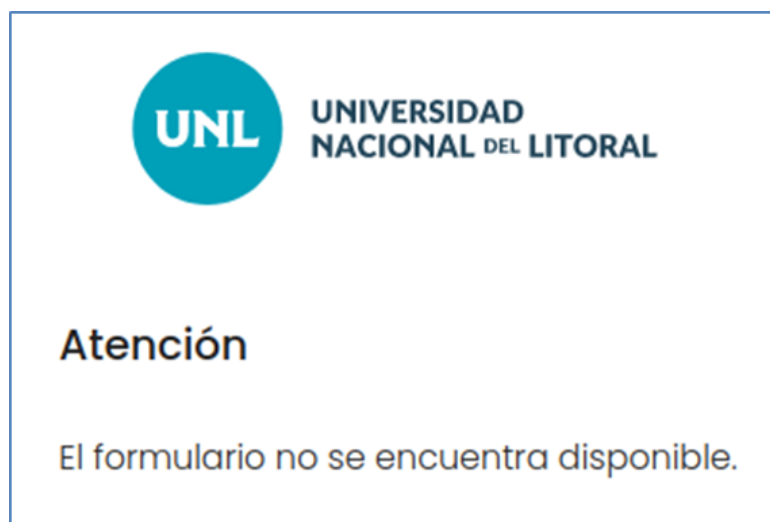 UNL
UNIVERSIDAD
NACIONAL DEL LITORAL
Atención
El formulario no se encuentra disponible.